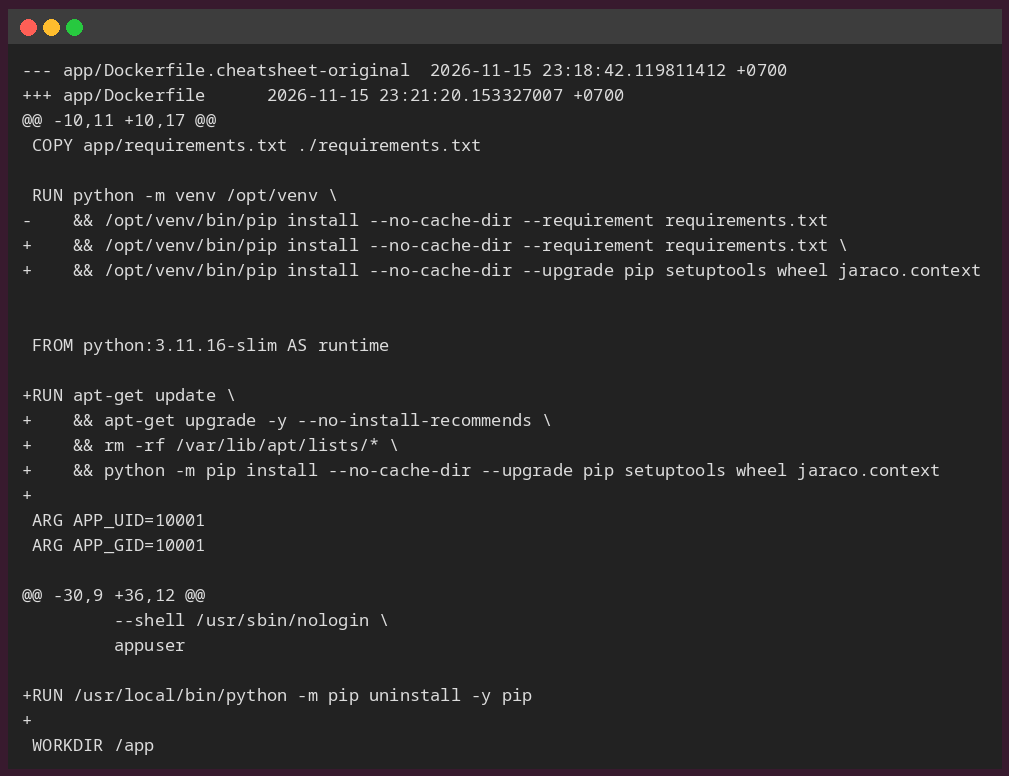 --- app/Dockerfile.cheatsheet-original  2026-11-15 23:18:42.119811412 +0700
+++ app/Dockerfile      2026-11-15 23:21:20.153327007 +0700
@@ -10,11 +10,17 @@
 COPY app/requirements.txt ./requirements.txt

 RUN python -m venv /opt/venv \
-    && /opt/venv/bin/pip install --no-cache-dir --requirement requirements.txt
+    && /opt/venv/bin/pip install --no-cache-dir --requirement requirements.txt \
+    && /opt/venv/bin/pip install --no-cache-dir --upgrade pip setuptools wheel jaraco.context


 FROM python:3.11.16-slim AS runtime

+RUN apt-get update \
+    && apt-get upgrade -y --no-install-recommends \
+    && rm -rf /var/lib/apt/lists/* \
+    && python -m pip install --no-cache-dir --upgrade pip setuptools wheel jaraco.context
+
 ARG APP_UID=10001
 ARG APP_GID=10001

@@ -30,9 +36,12 @@
         --shell /usr/sbin/nologin \
         appuser

+RUN /usr/local/bin/python -m pip uninstall -y pip
+
 WORKDIR /app